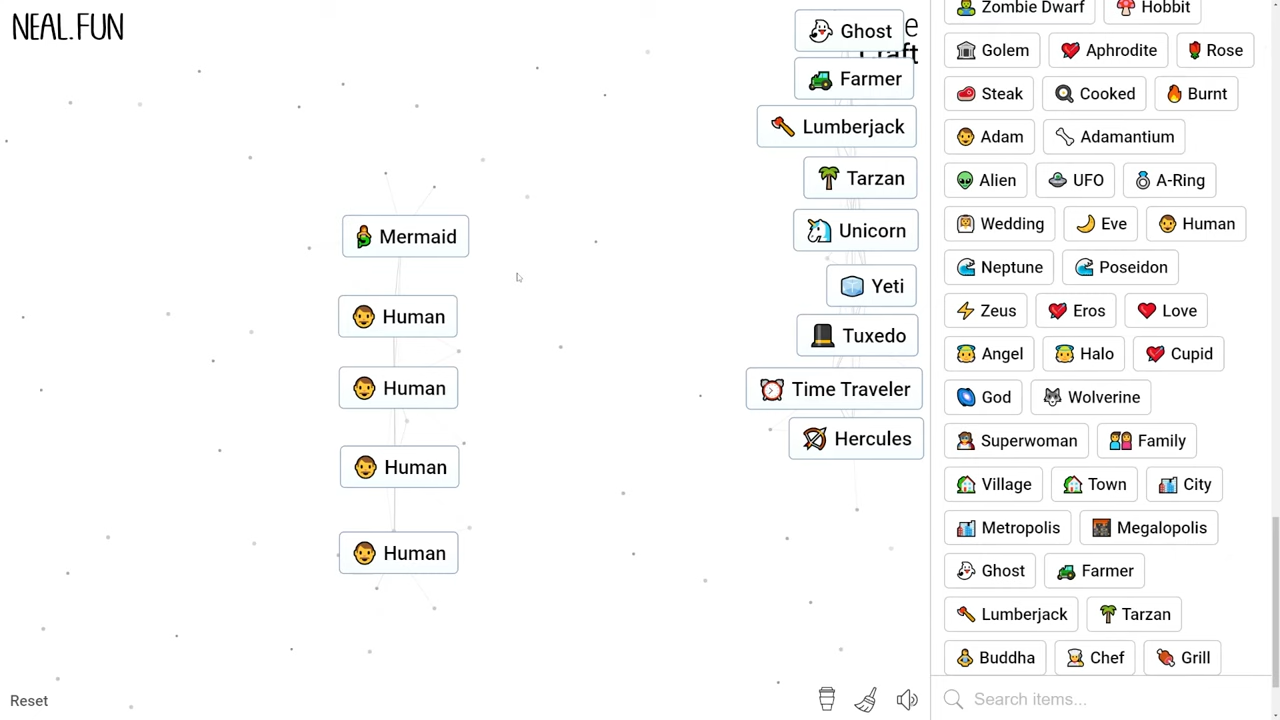 NEAL.FUN
Ghost
e
Craft
Farmer
Lumberjack
Tarzan
Unicorn
Yeti
Tuxedo
Time Traveler
Hercules
Mermaid
Human
Human
Human
Human
Reset
Zombie Dwarf Hobbit
Golem Aphrodite Rose
Steak Cooked Burnt
Adam Adamantium
Alien UFO A-Ring
Wedding Eve Human
Neptune Poseidon
Zeus Eros Love
Angel Halo Cupid
God Wolverine
Superwoman Family
Village Town City
Metropolis Megalopolis
Ghost Farmer
Lumberjack Tarzan
Buddha Chef Grill
Search items...